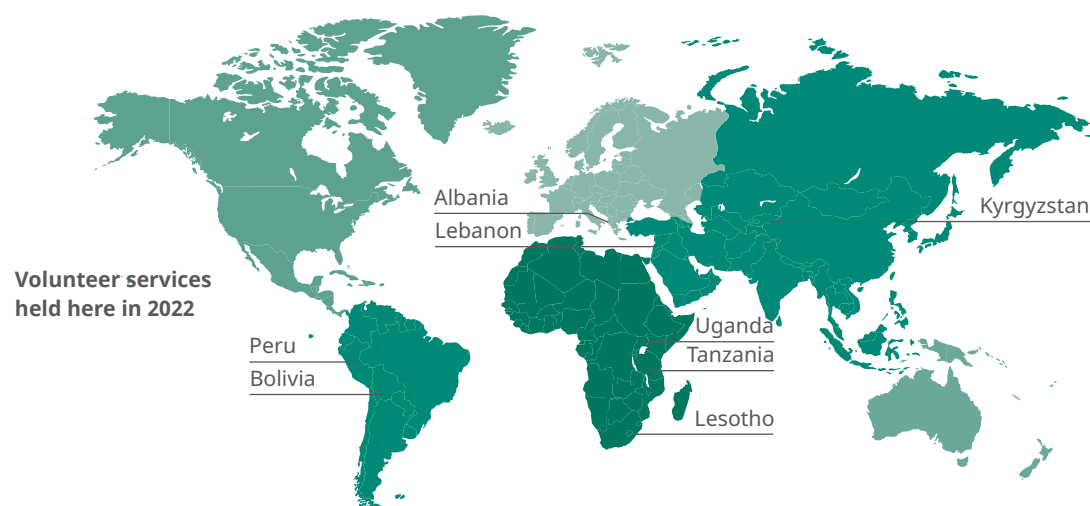 Albania
Kyrgyzstan
Lebanon
Volunteer services
held here in 2022
Uganda
Peru
Tanzania
Bolivia
Lesotho